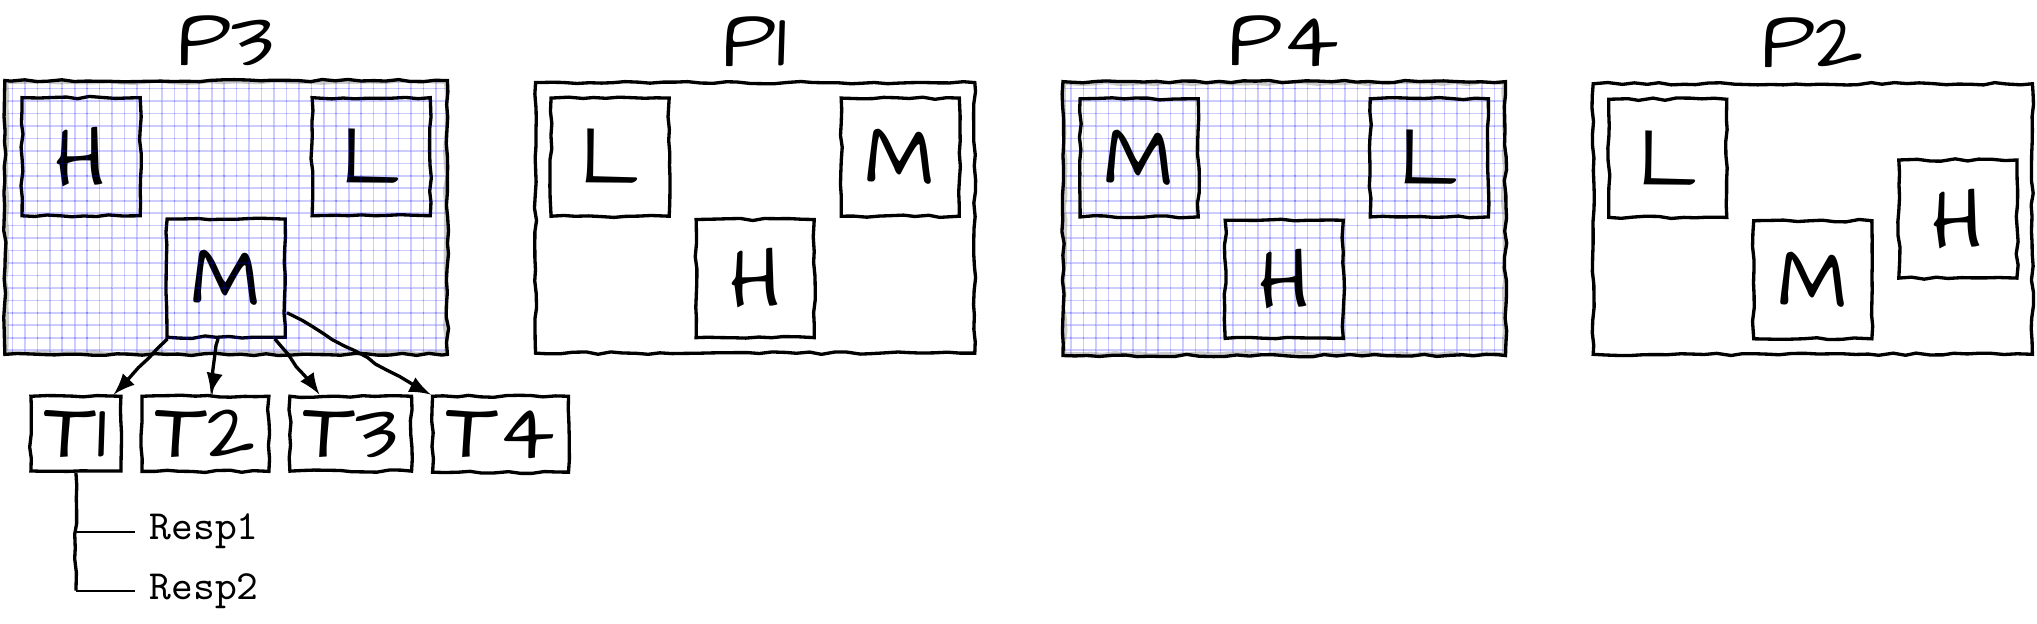 P3 P1 P4 P2
H L L M M L L
M H H M H
T1 T2 T3 T4
Resp1
Resp2